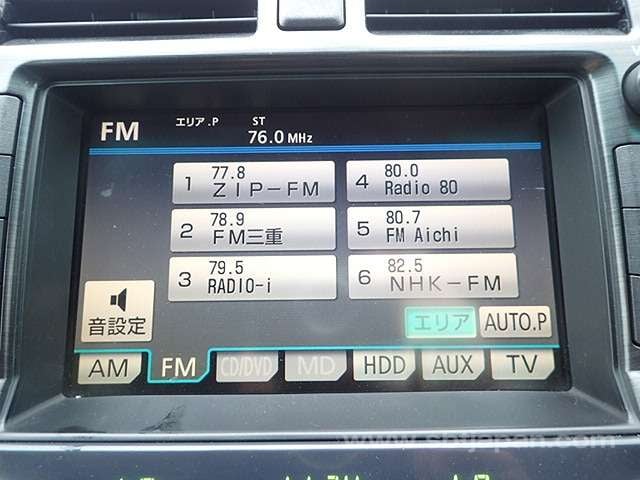 FM エリア.P ST
76.0 MHz
1 77.8 ZIP-FM
4 80.0 Radio 80
2 78.9 FM三重
5 80.7 FM Aichi
3 79.5 RADIO-i
6 82.5 NHK-FM
音設定
エリア AUTO.P
AM FM CD/DVD MD HDD AUX TV
www.sbtjapan.com